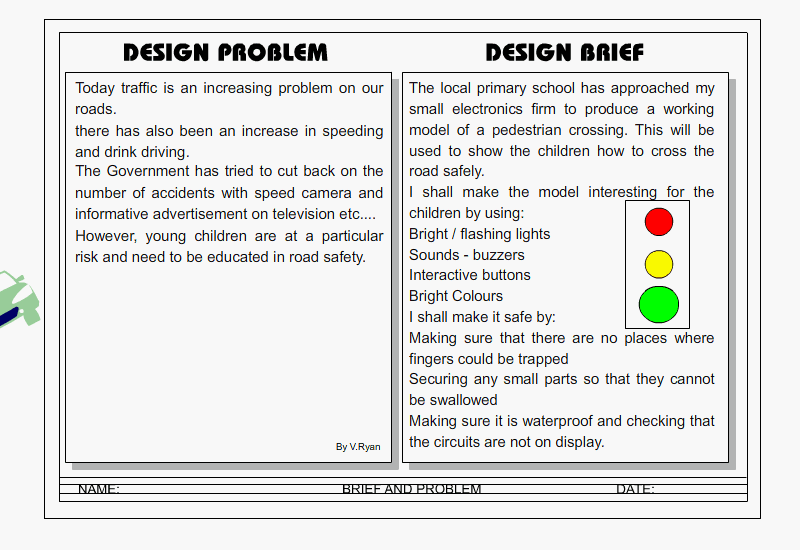 DESIGN PROBLEM
Today traffic is an increasing problem on our
roads.
there has also been an increase in speeding
and drink driving.
The Government has tried to cut back on the
number of accidents with speed camera and
informative advertisement on television etc....
However, young children are at a particular
risk and need to be educated in road safety.
By V.Ryan
DESIGN BRIEF
The local primary school has approached my
small electronics firm to produce a working
model of a pedestrian crossing. This will be
used to show the children how to cross the
road safely.
I shall make the model interesting for the
children by using:
Bright / flashing lights
Sounds - buzzers
Interactive buttons
Bright Colours
I shall make it safe by:
Making sure that there are no places where
fingers could be trapped
Securing any small parts so that they cannot
be swallowed
Making sure it is waterproof and checking that
the circuits are not on display.
NAME: BRIEF AND PROBLEM DATE: